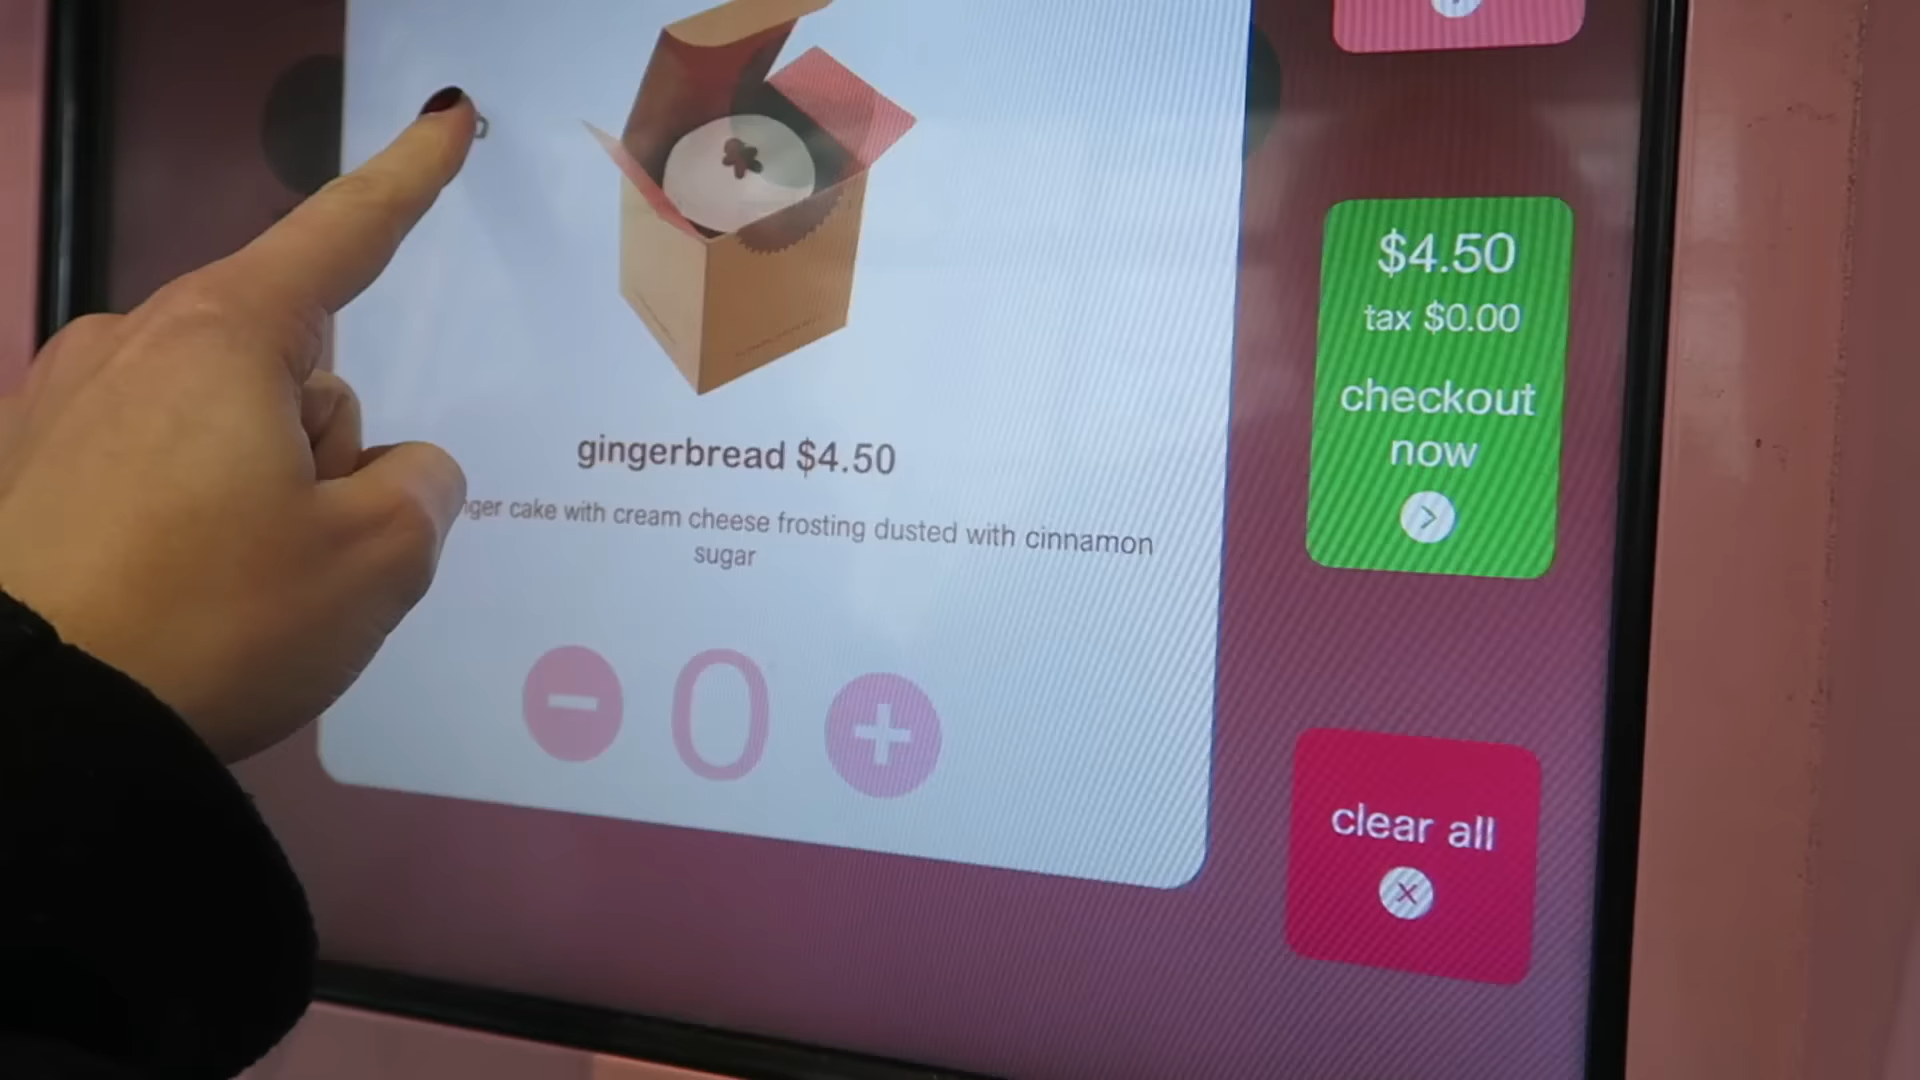 gingerbread $4.50
cake with cream cheese frosting dusted with cinnamon
sugar
0
$4.50
tax $0.00
checkout
now
clear all